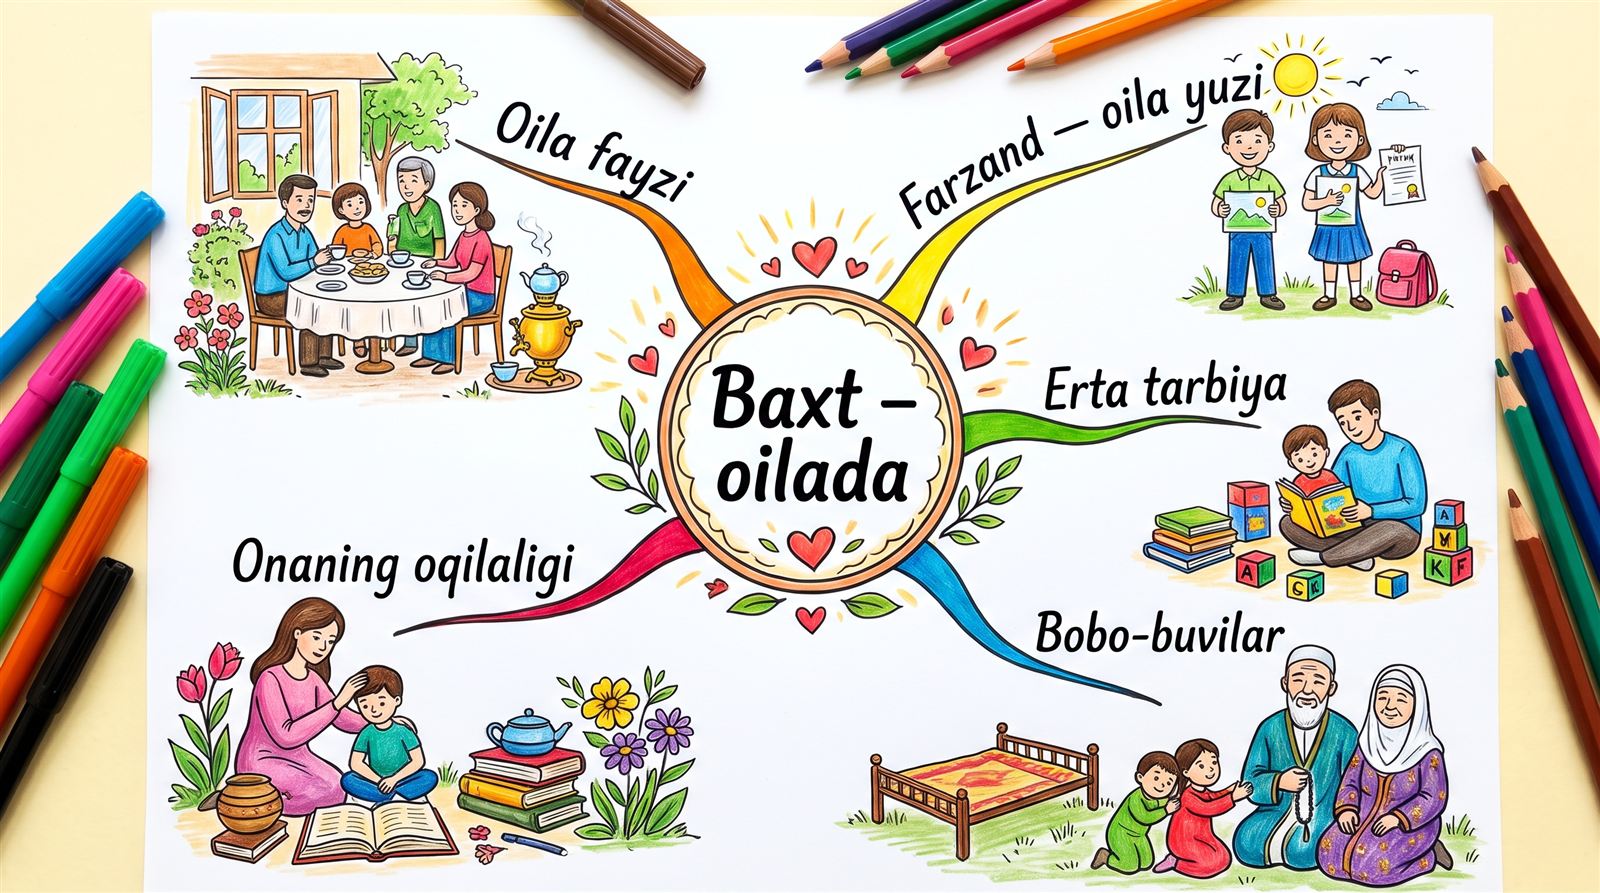 Oila fayzi
Farzand – oila yuzi
Baxt –
oilada
Erta tarbiya
Onaning oqilaligi
Bobo-buvilar
A
K F
A